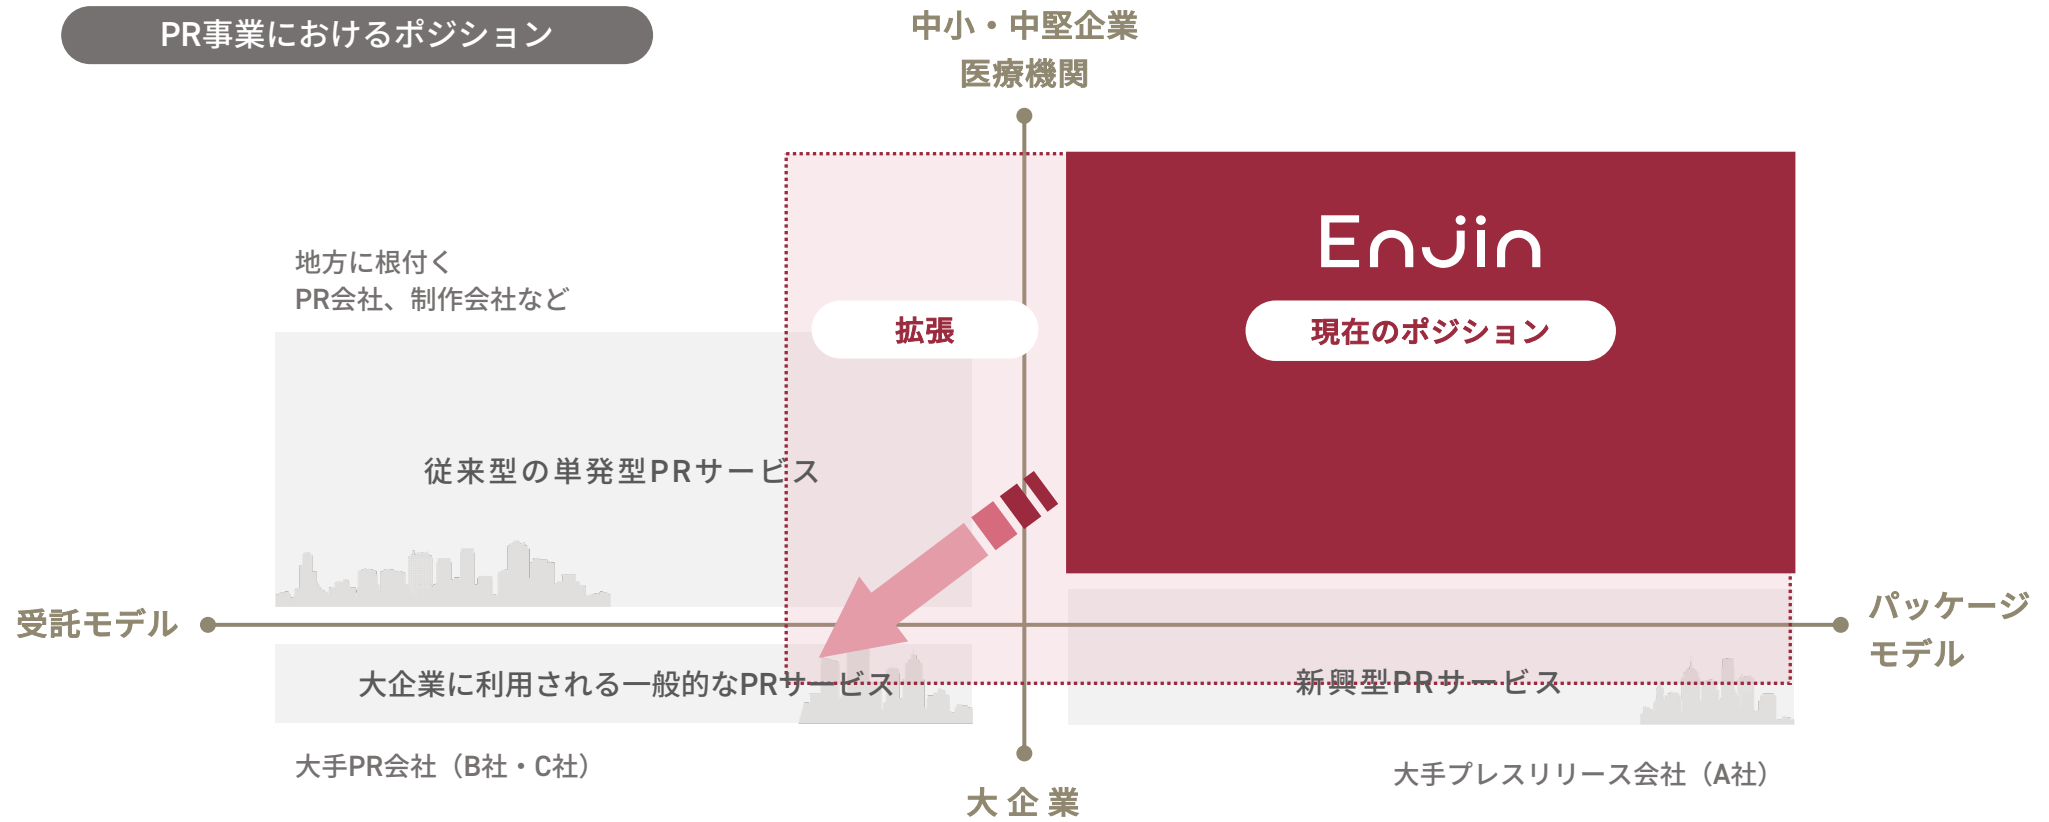 PR事業におけるポジション
中小・中堅企業
医療機関
Enjin
現在のポジション
拡張
地方に根付く
PR会社、制作会社など
従来型の単発型PRサービス
受託モデル
パッケージ
モデル
大企業に利用される一般的なPRサービス
新興型PRサービス
大手PR会社（B社・C社）
大手プレスリリース会社（A社）
大企業